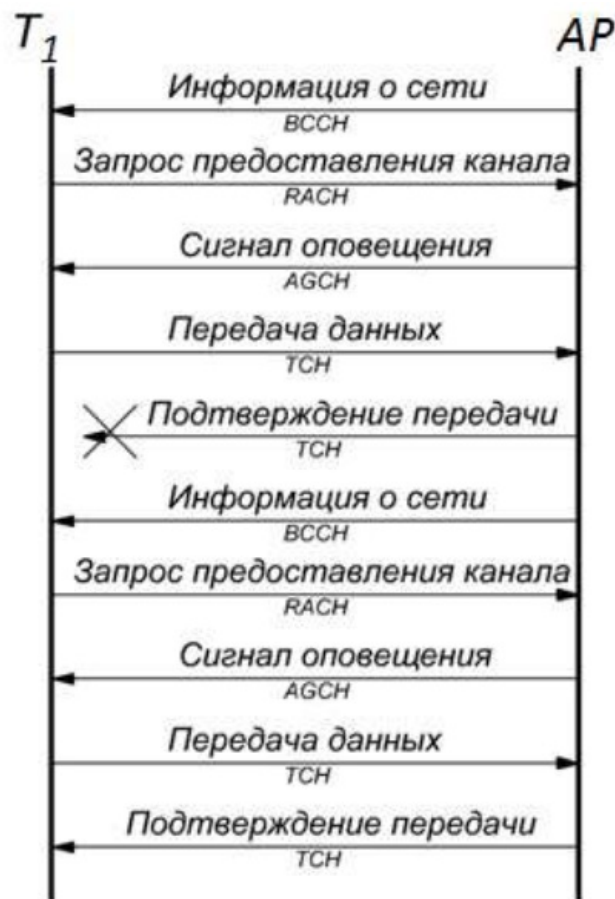 T₁ AP
Информация о сети
BCCH
Запрос предоставления канала
RACH
Сигнал оповещения
AGCH
Передача данных
TCH
Подтверждение передачи
TCH
Информация о сети
BCCH
Запрос предоставления канала
RACH
Сигнал оповещения
AGCH
Передача данных
TCH
Подтверждение передачи
TCH